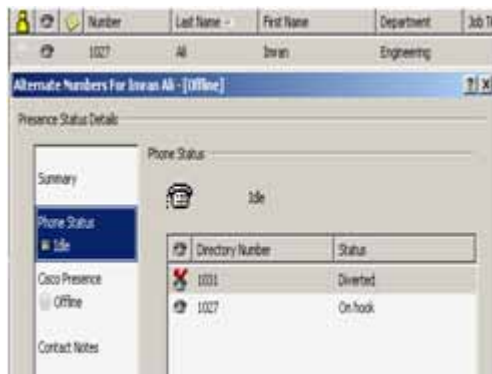 Number Last Name First Name Department Job T
1027 Ali Imran Engineering
Alternate Numbers For Imran Ali - [Offline]
Presence Status Details
Phone Status
Summary
Idle
Phone Status
Idle
Directory Number Status
1031 Diverted
Cisco Presence
1027 On hook
Offline
Contact Notes